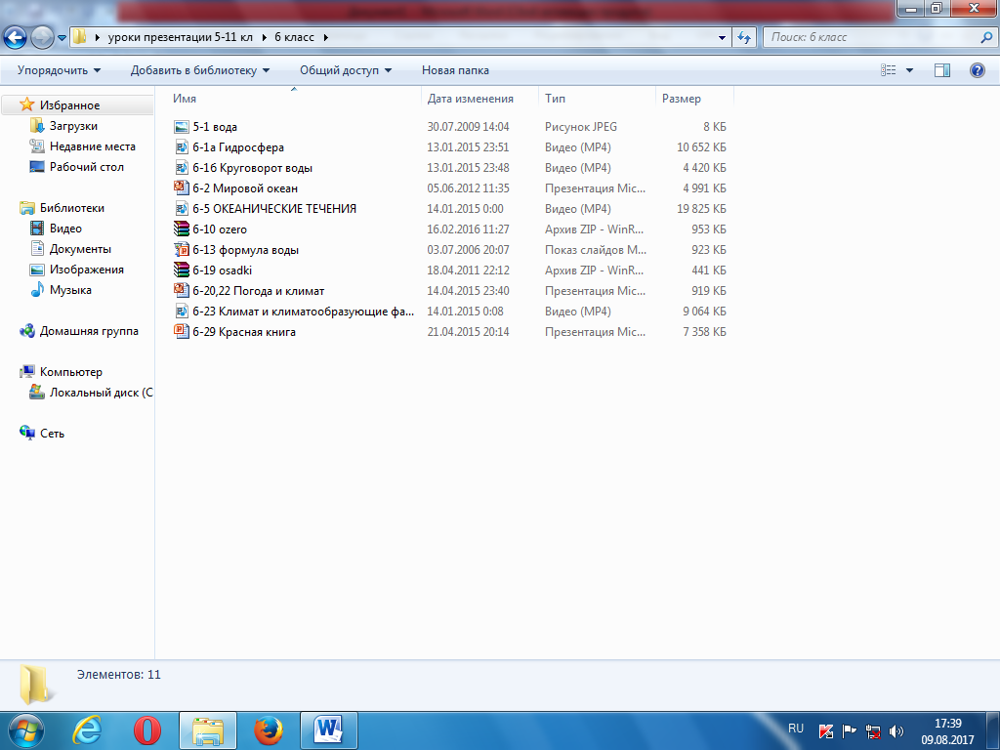 уроки презентации 5-11 кл 6 класс Поиск: 6 класс
Упорядочить Добавить в библиотеку Общий доступ Новая папка
Избранное
Загрузки
Недавние места
Рабочий стол
Библиотеки
Видео
Документы
Изображения
Музыка
Домашняя группа
Компьютер
Локальный диск (C
Сеть
Имя Дата изменения Тип Размер
5-1 вода 30.07.2009 14:04 Рисунок JPEG 8 КБ
6-1а Гидросфера 13.01.2015 23:51 Видео (MP4) 10 652 КБ
6-1б Круговорот воды 13.01.2015 23:48 Видео (MP4) 4 420 КБ
6-2 Мировой океан 05.06.2012 11:35 Презентация Mic... 4 991 КБ
6-5 ОКЕАНИЧЕСКИЕ ТЕЧЕНИЯ 14.01.2015 0:00 Видео (MP4) 19 825 КБ
6-10 ozero 16.02.2016 11:27 Архив ZIP - WinR... 953 КБ
6-13 формула воды 03.07.2006 20:07 Показ слайдов M... 923 КБ
6-19 osadki 18.04.2011 22:12 Архив ZIP - WinR... 441 КБ
6-20,22 Погода и климат 14.04.2015 23:40 Презентация Mic... 919 КБ
6-23 Климат и климатообразующие фа... 14.01.2015 0:08 Видео (MP4) 9 064 КБ
6-29 Красная книга 21.04.2015 20:14 Презентация Mic... 7 358 КБ
Элементов: 11
RU 17:39
09.08.2017